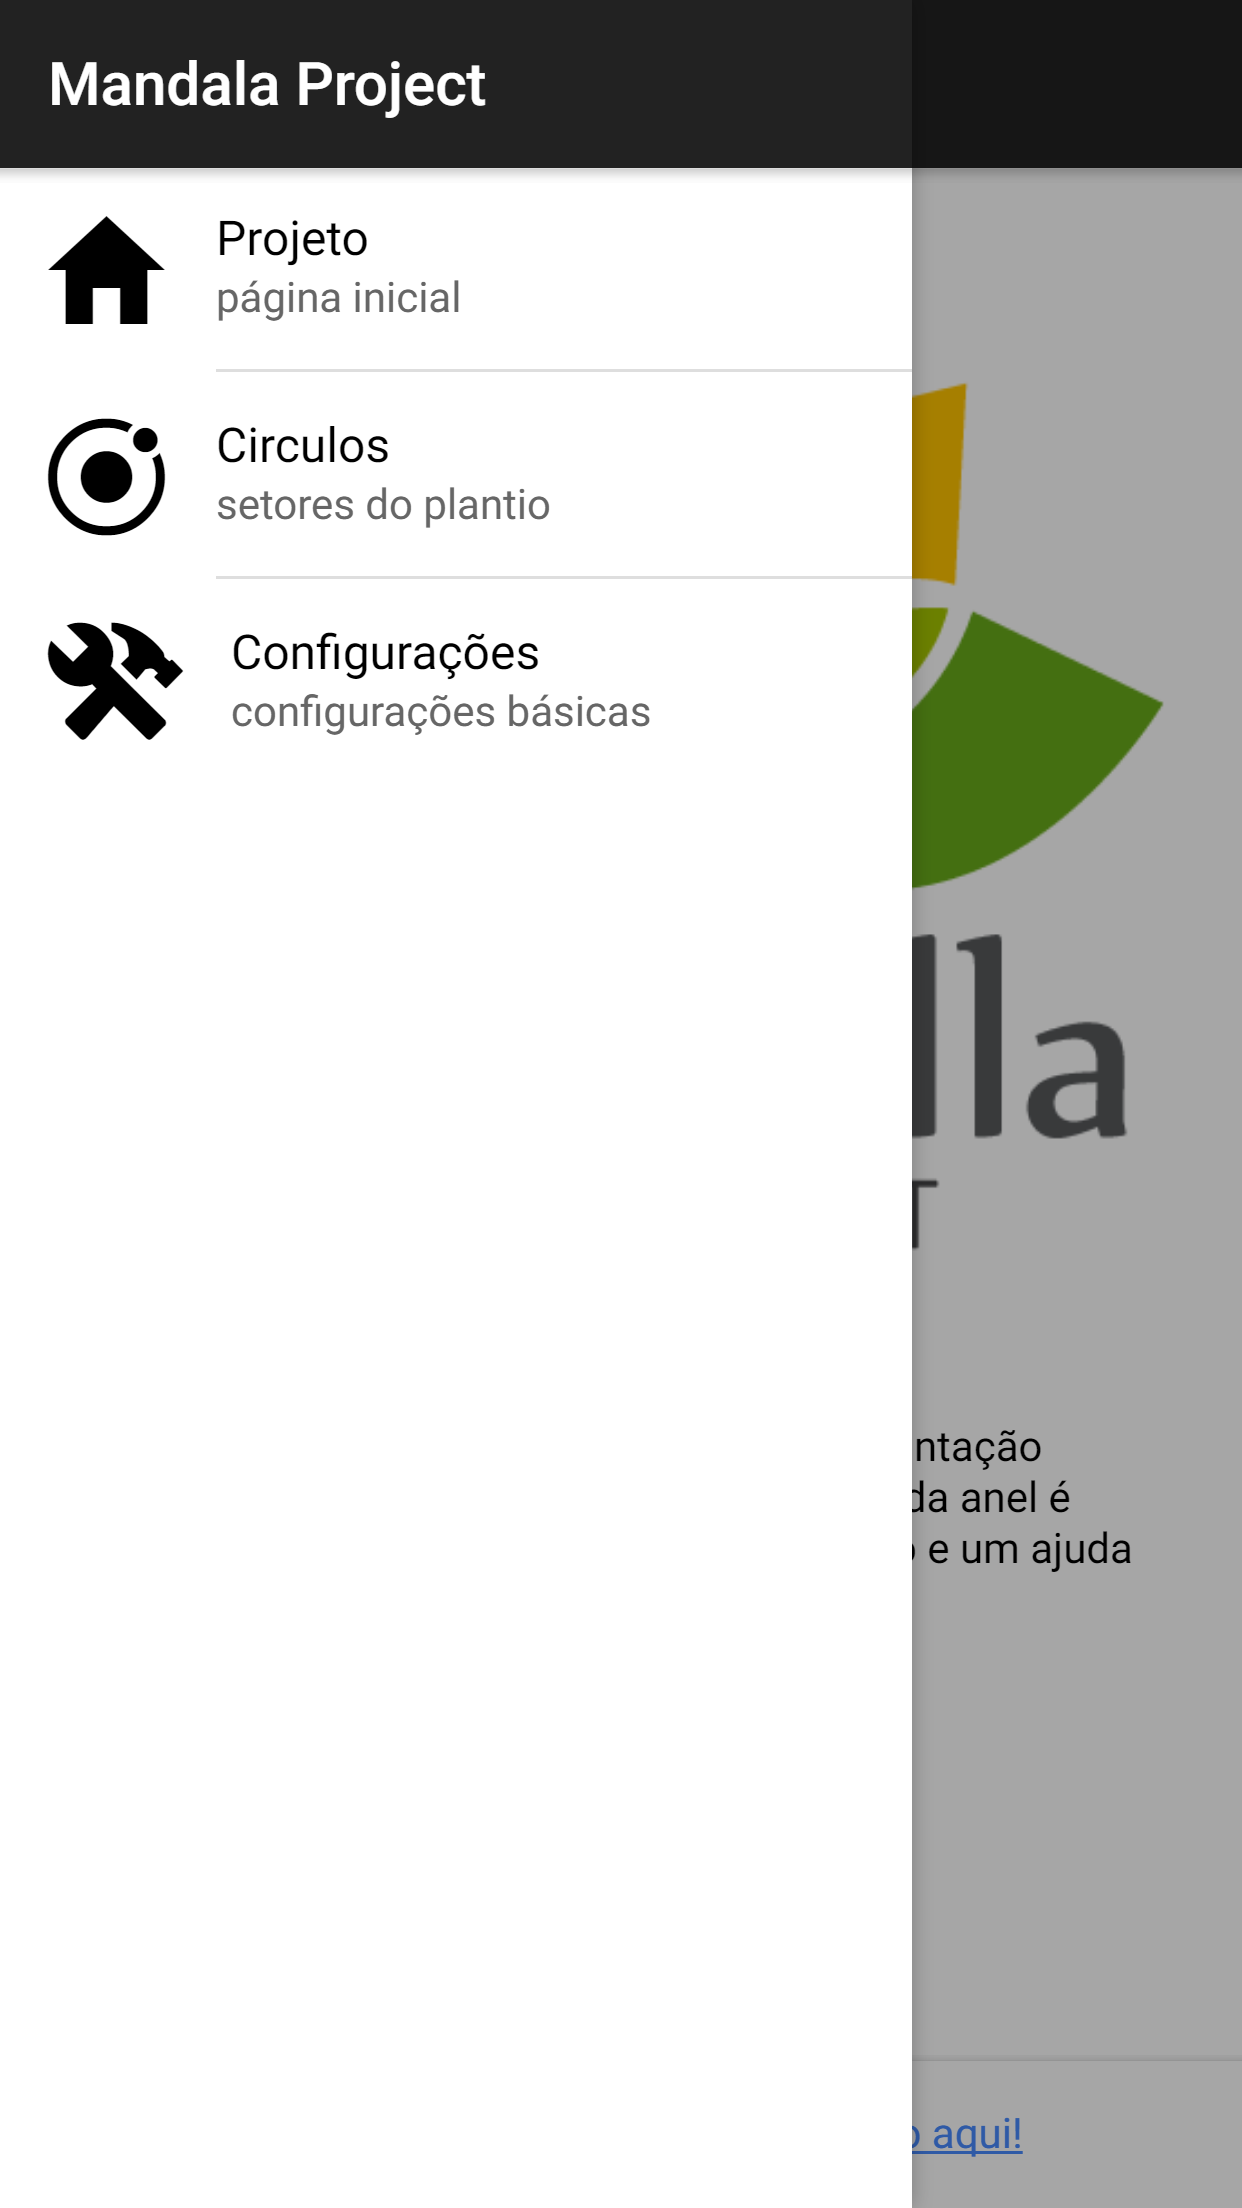 Mandala Project
Projeto
página inicial
Circulos
setores do plantio
Configurações
configurações básicas
lla
T
ntação
da anel é
e um ajuda
aqui!